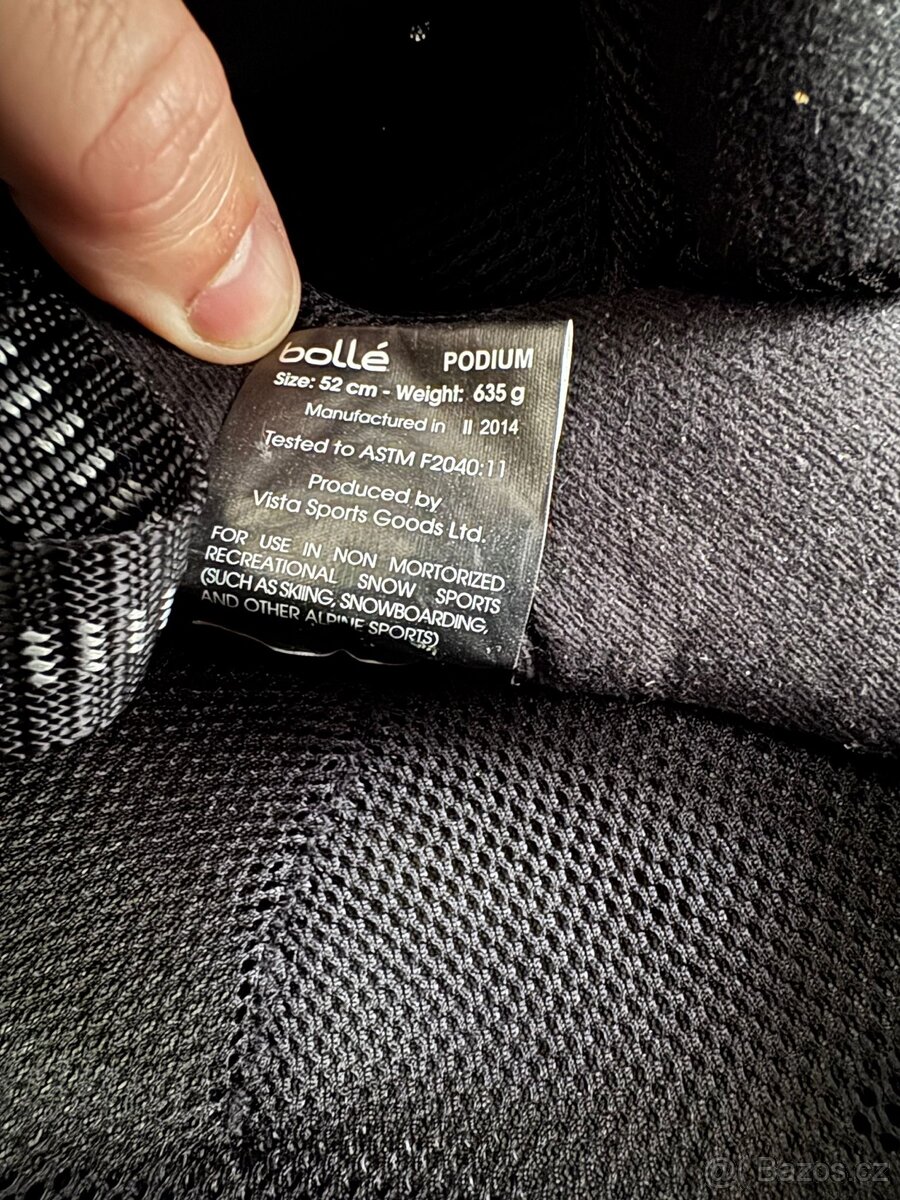 bollé PODIUM
Size: 52 cm - Weight: 635 g
Manufactured in II 2014
Tested to ASTM F2040:11
Produced by
Vista Sports Goods Ltd.
FOR USE IN NON MORTORIZED
RECREATIONAL SNOW SPORTS
(SUCH AS SKIING, SNOWBOARDING,
AND OTHER ALPINE SPORTS)
@ Bazos.cz